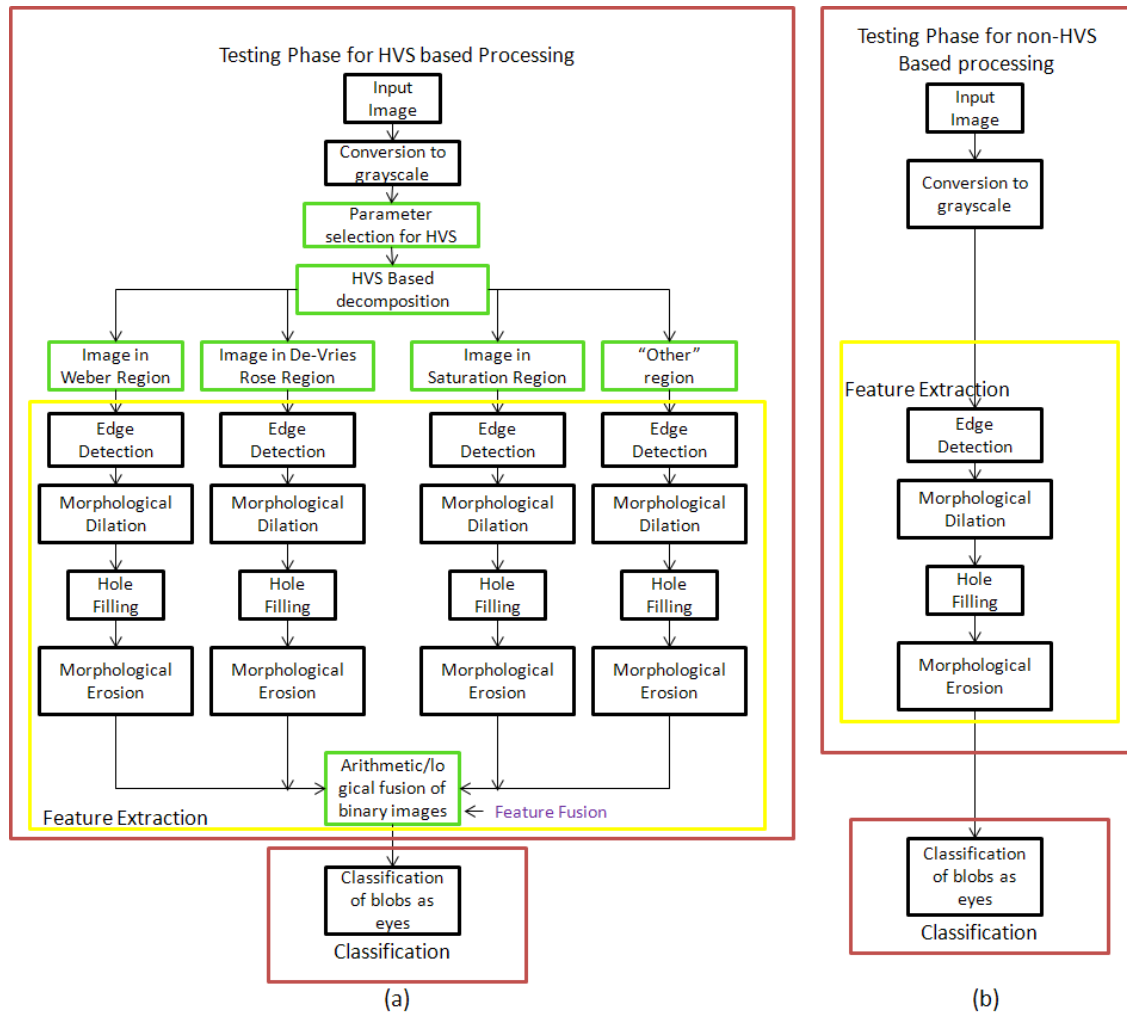 Testing Phase for HVS based Processing
Input
Image
Conversion to
grayscale
Parameter
selection for HVS
HVS Based
decomposition
Image in
Weber Region
Image in De-Vries
Rose Region
Image in
Saturation Region
“Other”
region
Edge
Detection
Edge
Detection
Edge
Detection
Edge
Detection
Morphological
Dilation
Morphological
Dilation
Morphological
Dilation
Morphological
Dilation
Hole
Filling
Hole
Filling
Hole
Filling
Hole
Filling
Morphological
Erosion
Morphological
Erosion
Morphological
Erosion
Morphological
Erosion
Arithmetic/lo
gical fusion of
binary images
Feature Fusion
Feature Extraction
Classification
of blobs as
eyes
Classification
(a)
Testing Phase for non-HVS
Based processing
Input
Image
Conversion to
grayscale
Feature Extraction
Edge
Detection
Morphological
Dilation
Hole
Filling
Morphological
Erosion
Classification
of blobs as
eyes
Classification
(b)